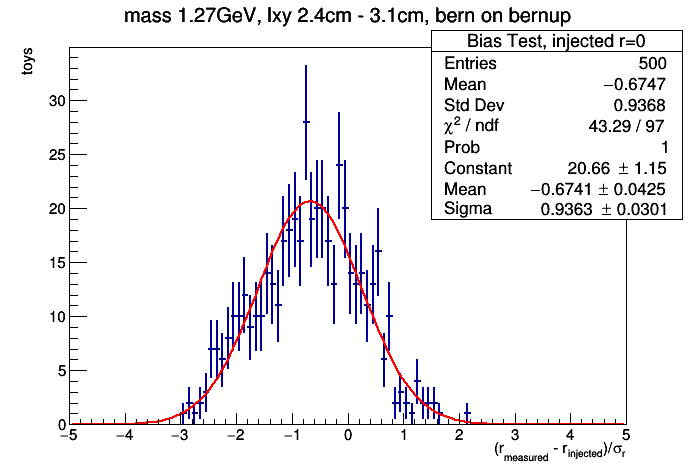 mass 1.27GeV, lxy 2.4cm - 3.1cm, bern on bernup
Bias Test, injected r=0
Entries 500
Mean −0.6747
Std Dev 0.9368
χ² / ndf 43.29 / 97
Prob 1
Constant 20.66 ± 1.15
Mean −0.6741 ± 0.0425
Sigma 0.9363 ± 0.0301
toys
30
25
20
15
10
5
0
−5 −4 −3 −2 −1 0 1 2 3 4 5
(r_measured - r_injected)/σ_r